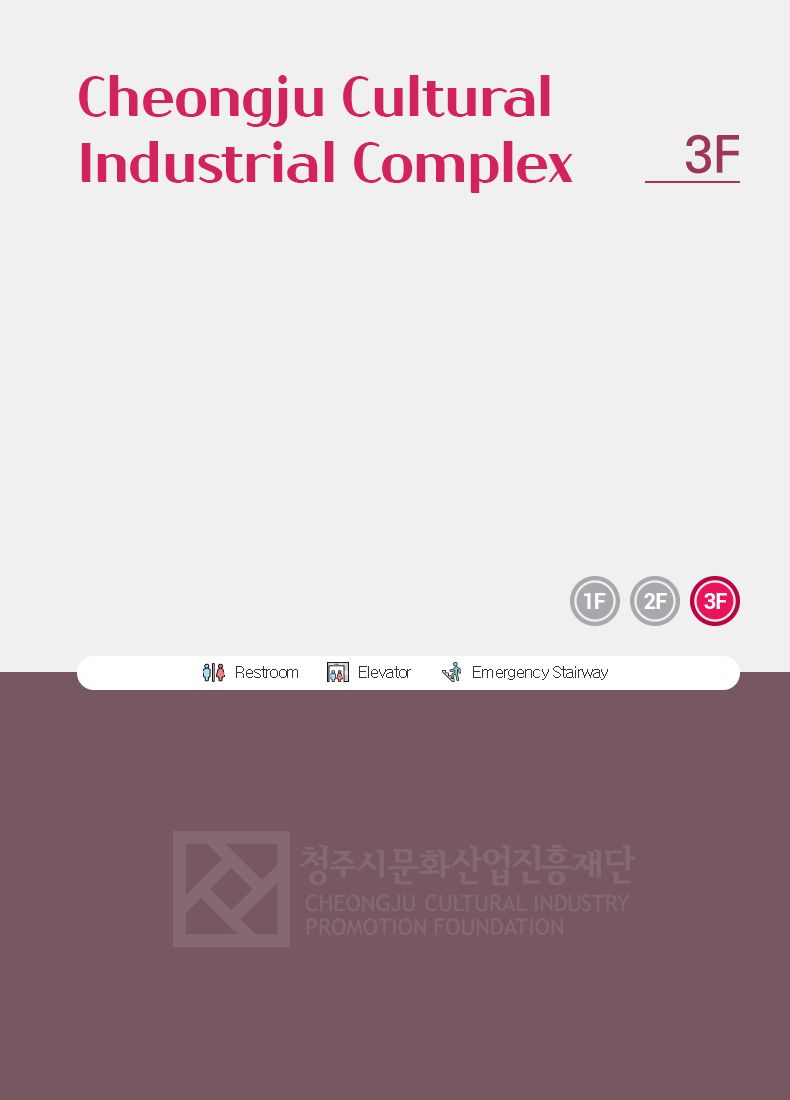 Cheongju Cultural
Industrial Complex
3F
1F 2F 3F
Restroom Elevator Emergency Stairway
청주시문화산업진흥재단
CHEONGJU CULTURAL INDUSTRY
PROMOTION FOUNDATION